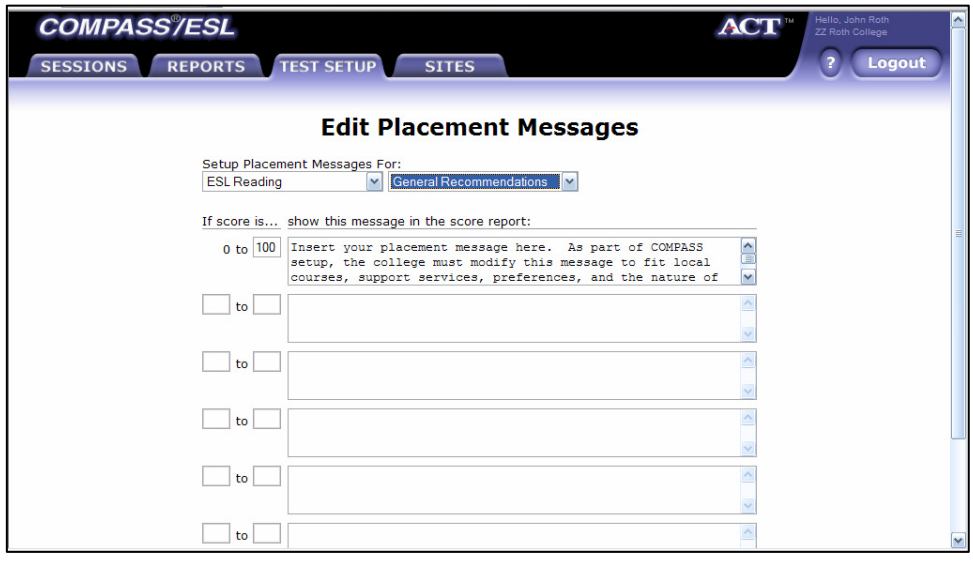 COMPASS®/ESL
ACT™
Hello, John Roth
ZZ Roth College
SESSIONS REPORTS TEST SETUP SITES
? Logout
Edit Placement Messages
Setup Placement Messages For:
ESL Reading General Recommendations
If score is... show this message in the score report:
0 to 100 Insert your placement message here. As part of COMPASS
setup, the college must modify this message to fit local
courses, support services, preferences, and the nature of
to
to
to
to
to